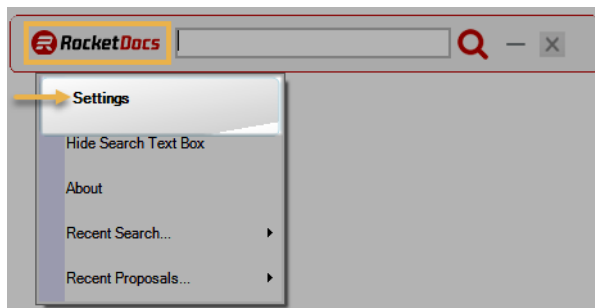 RocketDocs
Settings
Hide Search Text Box
About
Recent Search...
Recent Proposals...